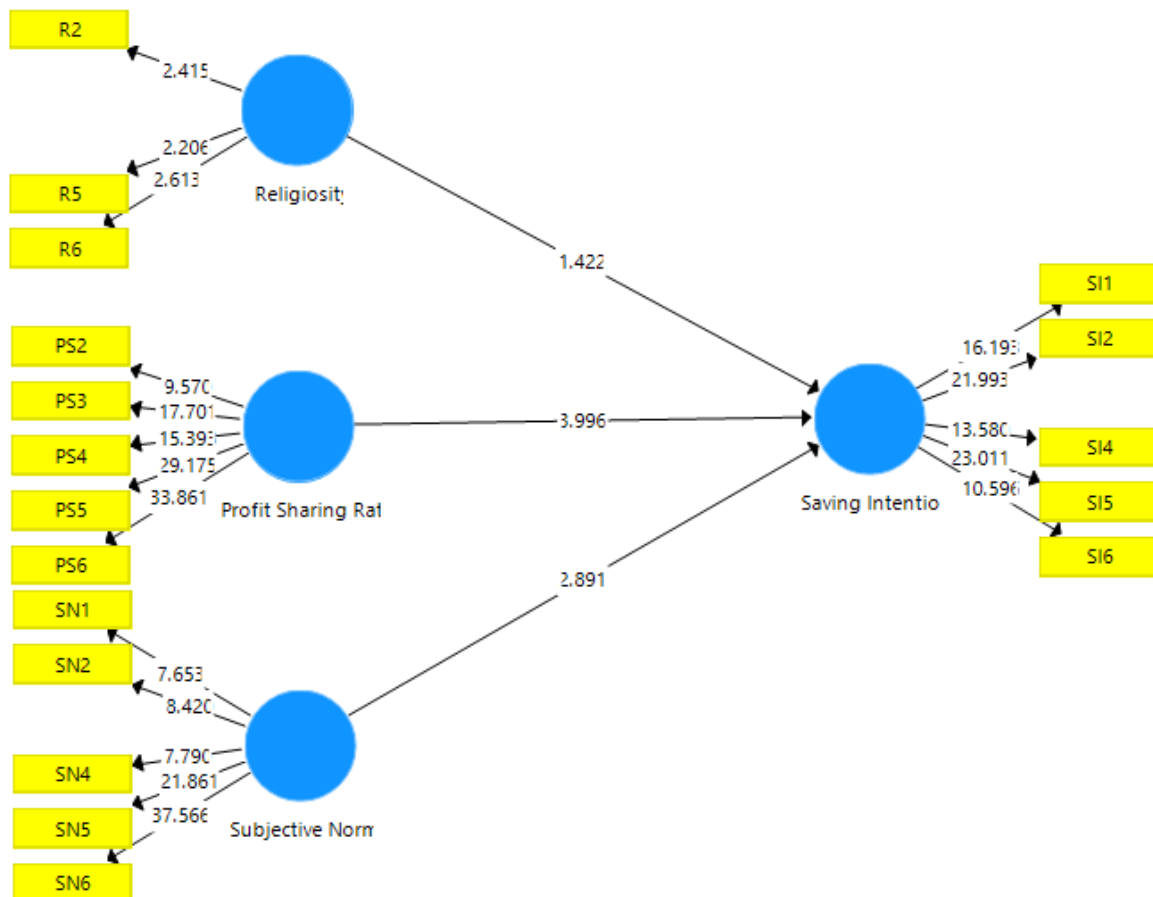 R2
2.415
2.206
2.613
R5
R6
Religiosity
1.422
PS2
PS3
PS4
PS5
PS6
9.570
17.701
15.393
29.175
33.861
Profit Sharing Rat
3.996
SN1
SN2
SN4
SN5
SN6
7.653
8.420
7.790
21.861
37.566
Subjective Norm
2.891
Saving Intentio
16.193
21.993
13.580
23.011
10.596
SI1
SI2
SI4
SI5
SI6